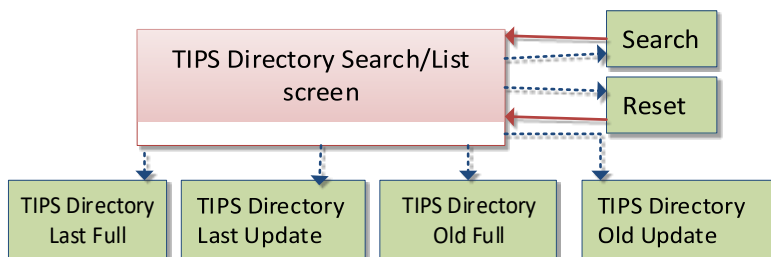 TIPS Directory Search/List
screen
Search
Reset
TIPS Directory
Last Full
TIPS Directory
Last Update
TIPS Directory
Old Full
TIPS Directory
Old Update